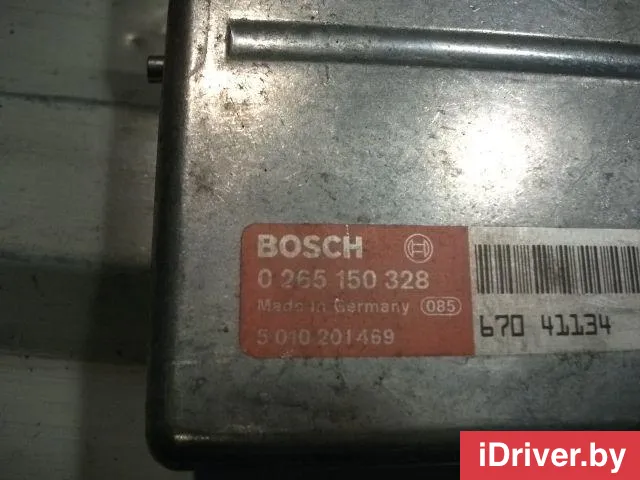 BOSCH
0 265 150 328
Made in Germany 085
5 010 201 469
670 41134
iDriver.by